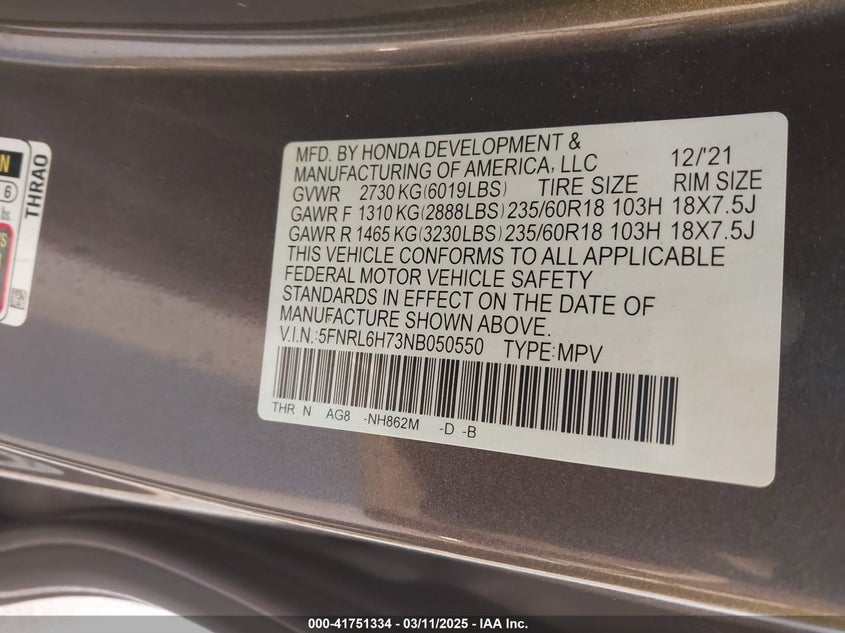 N
6
lbs.
S
THRAO
MFD. BY HONDA DEVELOPMENT &
MANUFACTURING OF AMERICA, LLC 12/'21
GVWR 2730 KG(6019LBS) TIRE SIZE RIM SIZE
GAWR F 1310 KG(2888LBS) 235/60R18 103H 18X7.5J
GAWR R 1465 KG(3230LBS) 235/60R18 103H 18X7.5J
THIS VEHICLE CONFORMS TO ALL APPLICABLE
FEDERAL MOTOR VEHICLE SAFETY
STANDARDS IN EFFECT ON THE DATE OF
MANUFACTURE SHOWN ABOVE.
V.I.N.:5FNRL6H73NB050550 TYPE:MPV
THR N AG8 -NH862M -D -B
000-41751334 - 03/11/2025 - IAA Inc.